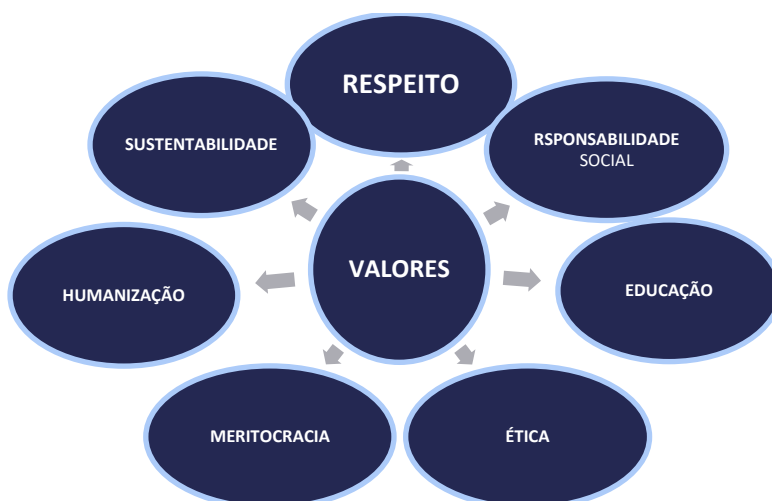 RESPEITO
SUSTENTABILIDADE
RSPONSABILIDADE
SOCIAL
VALORES
HUMANIZAÇÃO
EDUCAÇÃO
MERITOCRACIA
ÉTICA